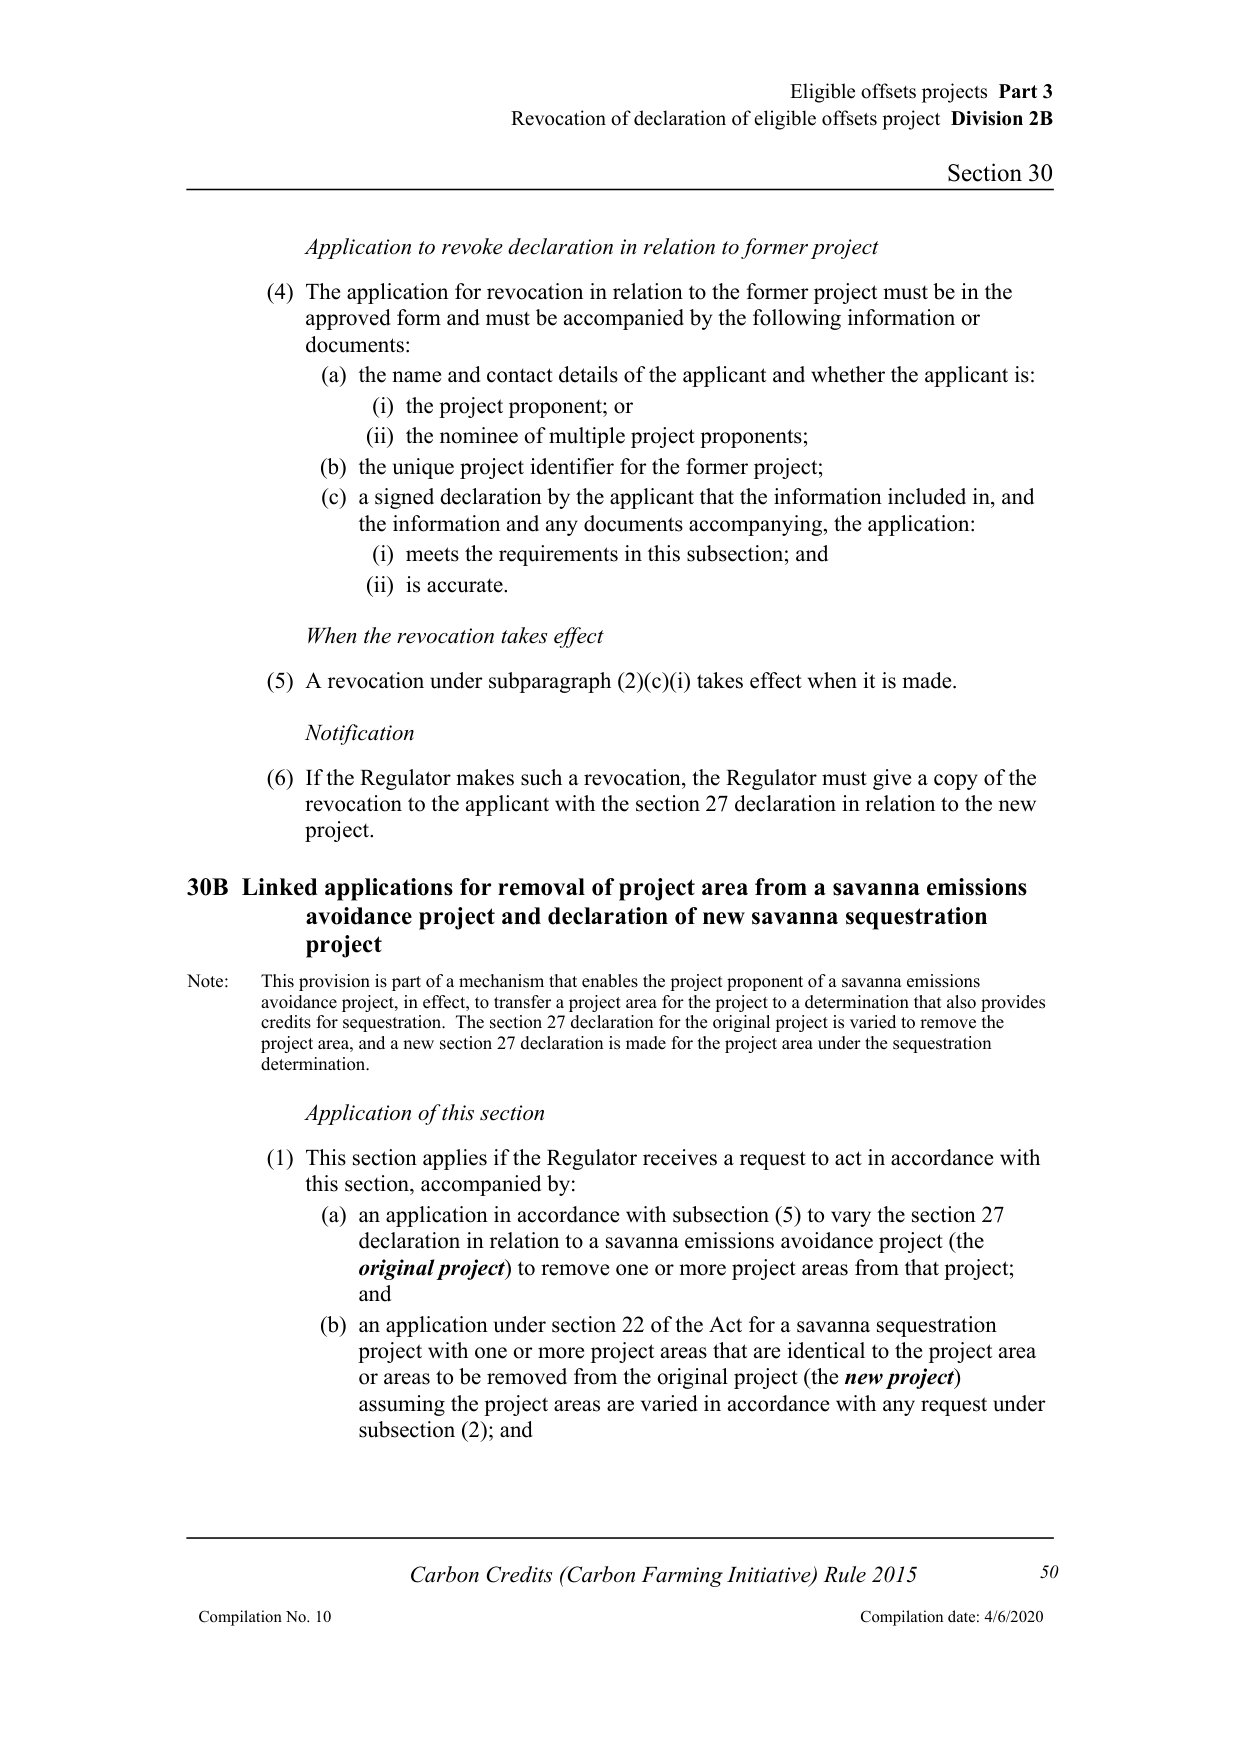 Eligible offsets projects Part 3
Revocation of declaration of eligible offsets project Division 2B
Section 30
Application to revoke declaration in relation to former project
(4) The application for revocation in relation to the former project must be in the
approved form and must be accompanied by the following information or
documents:
(a) the name and contact details of the applicant and whether the applicant is:
(i) the project proponent; or
(ii) the nominee of multiple project proponents;
(b) the unique project identifier for the former project;
(c) a signed declaration by the applicant that the information included in, and
the information and any documents accompanying, the application:
(i) meets the requirements in this subsection; and
(ii) is accurate.
When the revocation takes effect
(5) A revocation under subparagraph (2)(c)(i) takes effect when it is made.
Notification
(6) If the Regulator makes such a revocation, the Regulator must give a copy of the
revocation to the applicant with the section 27 declaration in relation to the new
project.
30B Linked applications for removal of project area from a savanna emissions
avoidance project and declaration of new savanna sequestration
project
Note: This provision is part of a mechanism that enables the project proponent of a savanna emissions
avoidance project, in effect, to transfer a project area for the project to a determination that also provides
credits for sequestration. The section 27 declaration for the original project is varied to remove the
project area, and a new section 27 declaration is made for the project area under the sequestration
determination.
Application of this section
(1) This section applies if the Regulator receives a request to act in accordance with
this section, accompanied by:
(a) an application in accordance with subsection (5) to vary the section 27
declaration in relation to a savanna emissions avoidance project (the
original project) to remove one or more project areas from that project;
and
(b) an application under section 22 of the Act for a savanna sequestration
project with one or more project areas that are identical to the project area
or areas to be removed from the original project (the new project)
assuming the project areas are varied in accordance with any request under
subsection (2); and
Carbon Credits (Carbon Farming Initiative) Rule 2015 50
Compilation No. 10 Compilation date: 4/6/2020